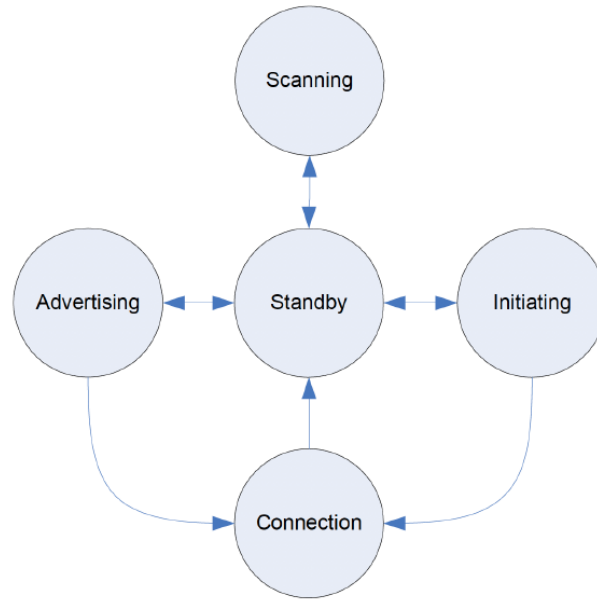 Scanning
Advertising
Standby
Initiating
Connection